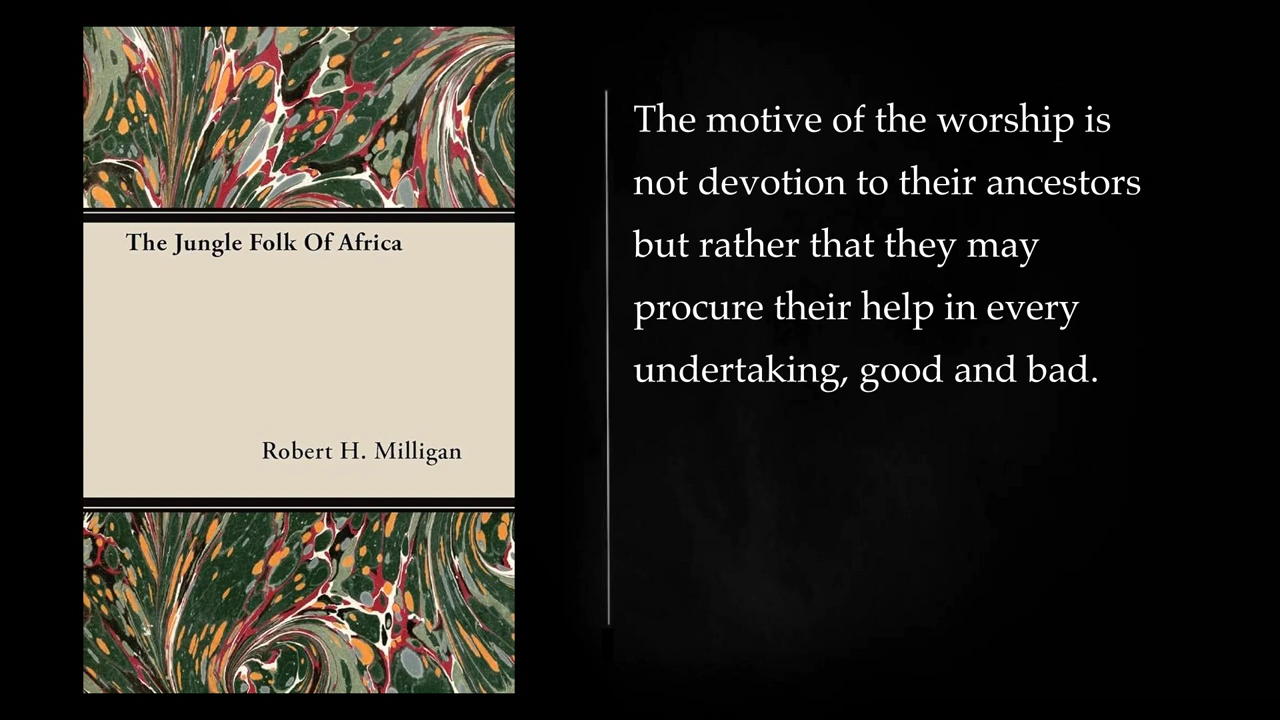 The Jungle Folk Of Africa
Robert H. Milligan
The motive of the worship is
not devotion to their ancestors
but rather that they may
procure their help in every
undertaking, good and bad.